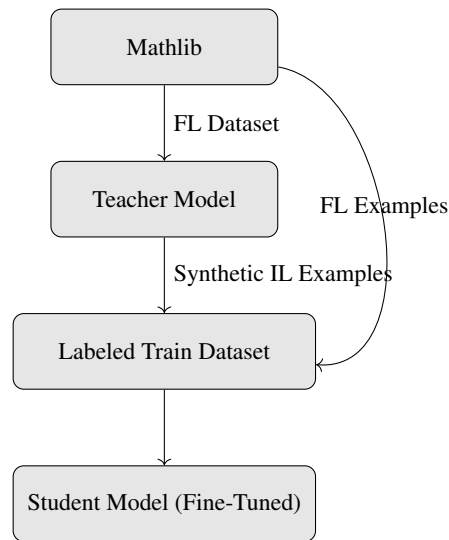 Mathlib
FL Dataset
Teacher Model
FL Examples
Synthetic IL Examples
Labeled Train Dataset
Student Model (Fine-Tuned)